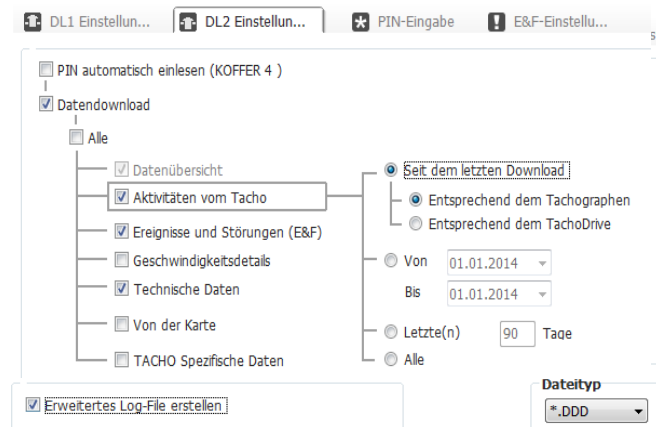 DL1 Einstellun... DL2 Einstellun... PIN-Eingabe E&F-Einstellu...
PIN automatisch einlesen (KOFFER 4 )
Datendownload
Alle
Datenübersicht
Aktivitäten vom Tacho
Ereignisse und Störungen (E&F)
Geschwindigkeitsdetails
Technische Daten
Von der Karte
TACHO Spezifische Daten
Seit dem letzten Download
Entsprechend dem Tachographen
Entsprechend dem TachoDrive
Von 01.01.2014
Bis 01.01.2014
Letzte(n) 90 Tage
Alle
Erweitertes Log-File erstellen
Dateityp
*.DDD